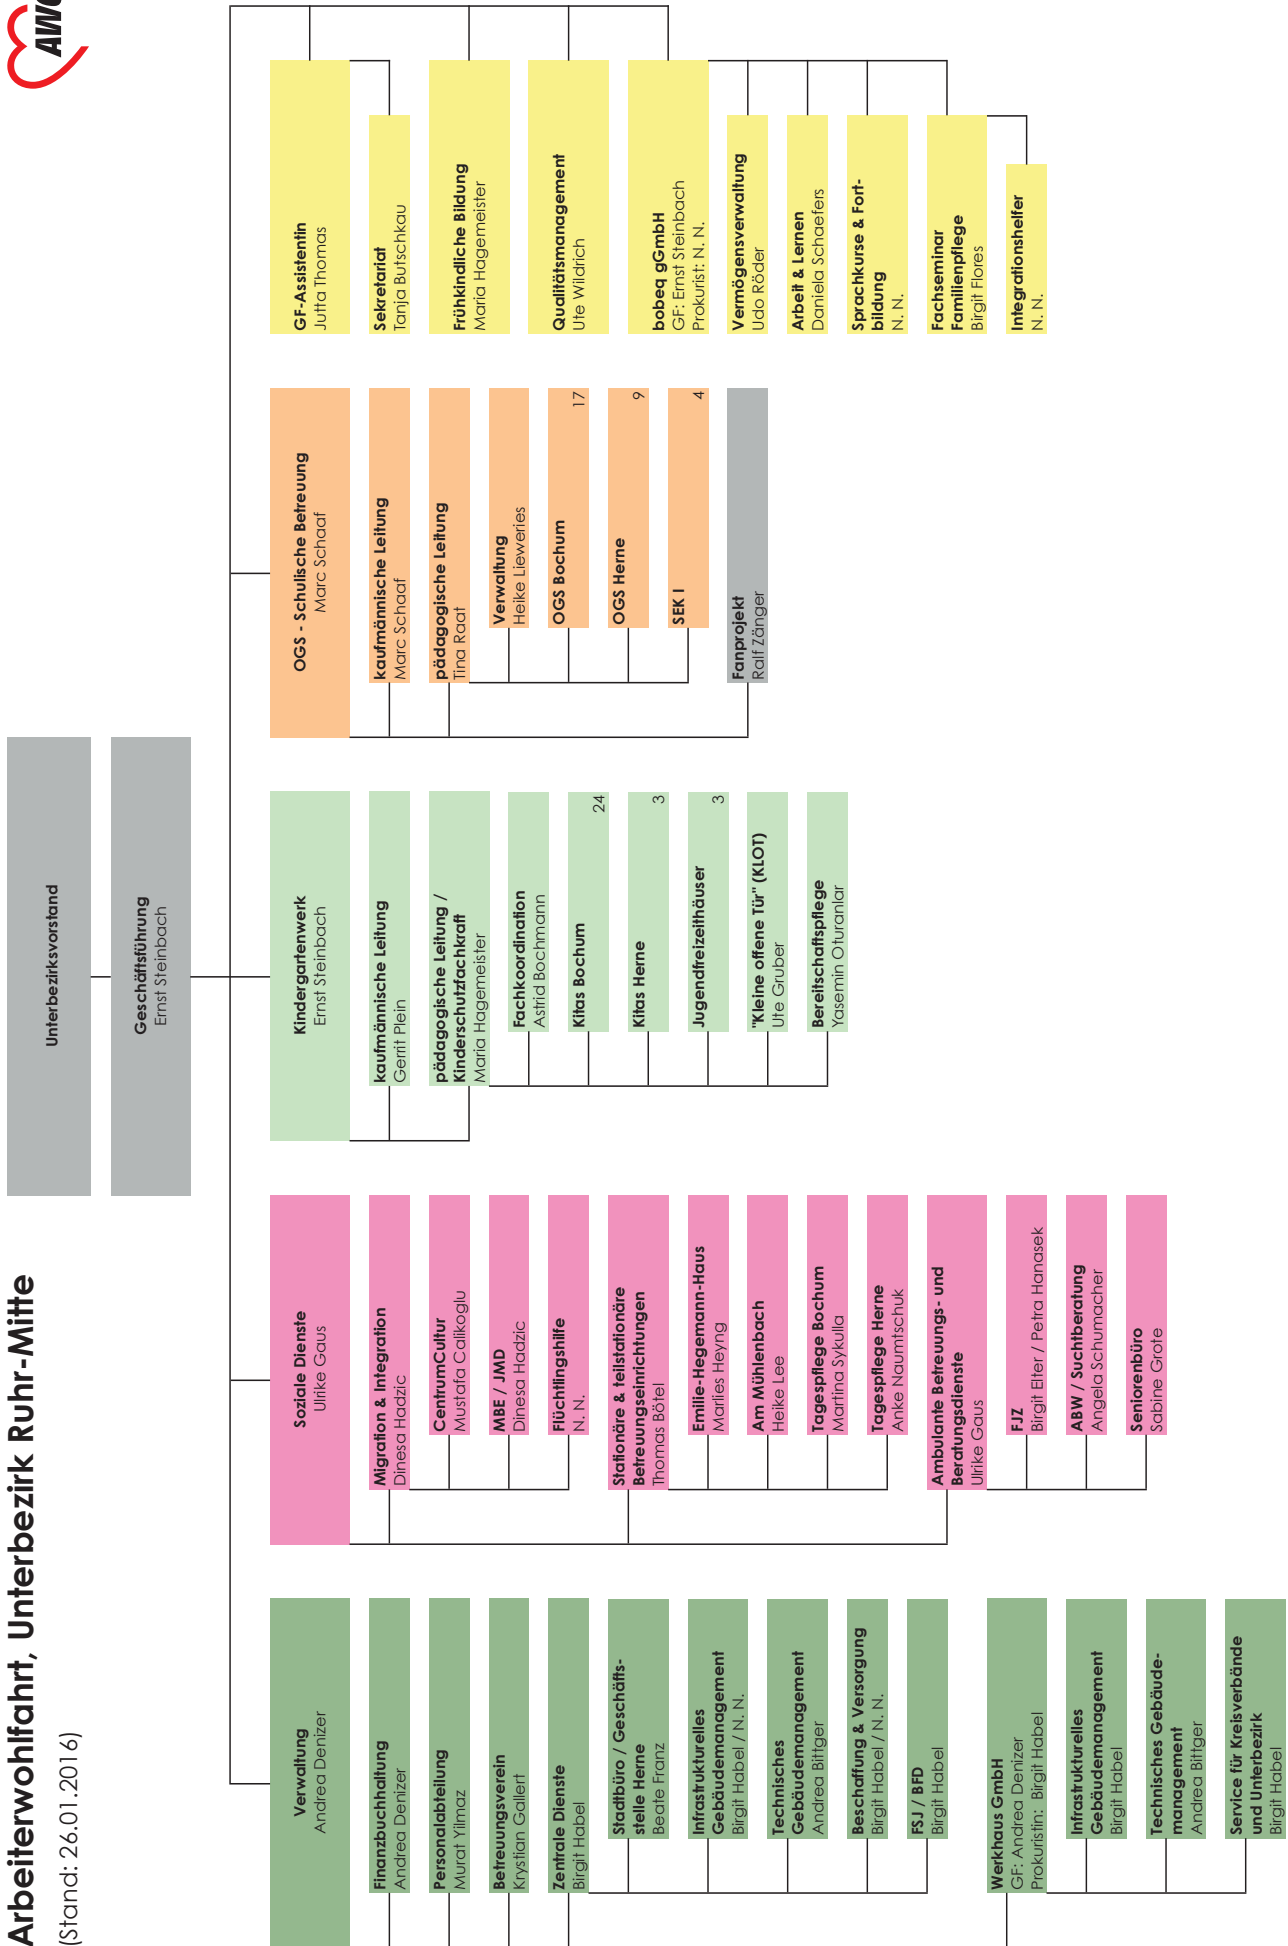 Arbeiterwohlfahrt, Unterbezirk Ruhr-Mitte
(Stand: 26.01.2016)
Unterbezirksvorstand
Geschäftsführung
Ernst Steinbach
Verwaltung
Andrea Denizer
Finanzbuchhaltung
Andrea Denizer
Personalabteilung
Murat Yilmaz
Betreuungsverein
Krystian Gallert
Zentrale Dienste
Birgit Habel
Stadtbüro / Geschäfts-
stelle Herne
Beate Franz
Infrastrukturelles
Gebäudemanagement
Birgit Habel / N. N.
Technisches
Gebäudemanagement
Andrea Bittger
Beschaffung & Versorgung
Birgit Habel / N. N.
FSJ / BFD
Birgit Habel
Werkhaus GmbH
GF: Andrea Denizer
Prokuristin: Birgit Habel
Infrastrukturelles
Gebäudemanagement
Birgit Habel
Technisches Gebäude-
management
Andrea Bittger
Service für Kreisverbände
und Unterbezirk
Birgit Habel
Soziale Dienste
Ulrike Gaus
Migration & Integration
Dinesa Hadzic
CentrumCultur
Mustafa Calikoglu
MBE / JMD
Dinesa Hadzic
Flüchtlingshilfe
N. N.
Stationäre & teilstationäre
Betreuungseinrichtungen
Thomas Bötel
Emilie-Hegemann-Haus
Marlies Heyng
Am Mühlenbach
Heike Lee
Tagespflege Bochum
Martina Sykulla
Tagespflege Herne
Anke Naumtschuk
Ambulante Betreuungs- und
Beratungsdienste
Ulrike Gaus
FJZ
Birgit Elter / Petra Hanasek
ABW / Suchtberatung
Angela Schumacher
Seniorenbüro
Sabine Grote
Kindergartenwerk
Ernst Steinbach
kaufmännische Leitung
Gerrit Plein
pädagogische Leitung /
Kinderschutzfachkraft
Maria Hagemeister
Fachkoordination
Astrid Bochmann
Kitas Bochum
24
Kitas Herne
3
Jugendfreizeithäuser
3
"Kleine offene Tür" (KLOT)
Ute Gruber
Bereitschaftspflege
Yasemin Oturanlar
OGS - Schulische Betreuung
Marc Schaaf
kaufmännische Leitung
Marc Schaaf
pädagogische Leitung
Tina Raat
Verwaltung
Heike Lieweries
OGS Bochum
17
OGS Herne
9
SEK I
4
Fanprojekt
Ralf Zänger
GF-Assistentin
Jutta Thomas
Sekretariat
Tanja Butschkau
Frühkindliche Bildung
Maria Hagemeister
Qualitätsmanagement
Ute Wildrich
bobeq gGmbH
GF: Ernst Steinbach
Prokurist: N. N.
Vermögensverwaltung
Udo Röder
Arbeit & Lernen
Daniela Schaefers
Sprachkurse & Fort-
bildung
N. N.
Fachseminar
Familienpflege
Birgit Flores
Integrationshelfer
N. N.